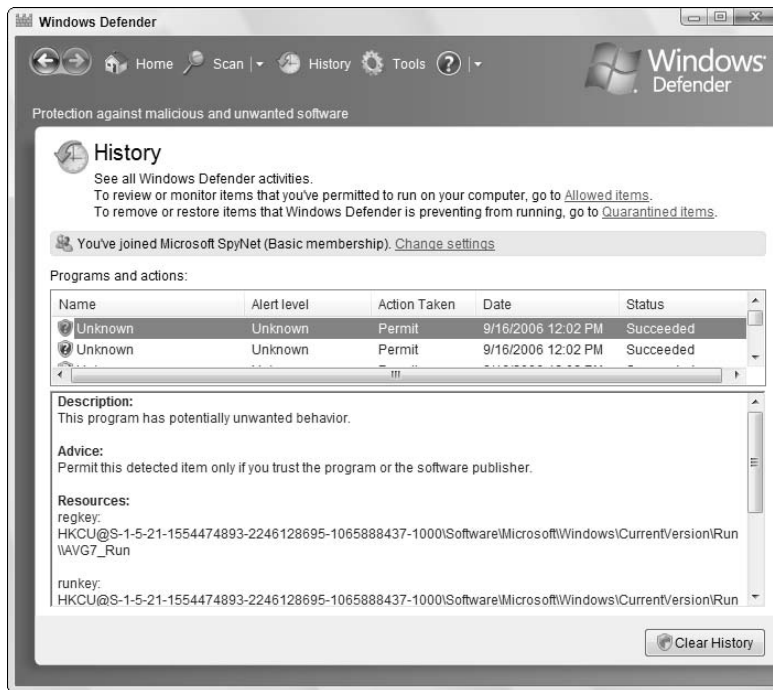 Windows Defender
Home Scan History Tools ?
Windows
Defender
Protection against malicious and unwanted software
History
See all Windows Defender activities.
To review or monitor items that you've permitted to run on your computer, go to Allowed items.
To remove or restore items that Windows Defender is preventing from running, go to Quarantined items.
You've joined Microsoft SpyNet (Basic membership). Change settings
Programs and actions:
Name Alert level Action Taken Date Status
Unknown Unknown Permit 9/16/2006 12:02 PM Succeeded
Unknown Unknown Permit 9/16/2006 12:02 PM Succeeded
Description:
This program has potentially unwanted behavior.
Advice:
Permit this detected item only if you trust the program or the software publisher.
Resources:
regkey:
HKCU@S-1-5-21-1554474893-2246128695-1065888437-1000\Software\Microsoft\Windows\CurrentVersion\Run
\\AVG7_Run
runkey:
HKCU@S-1-5-21-1554474893-2246128695-1065888437-1000\Software\Microsoft\Windows\CurrentVersion\Run
Clear History